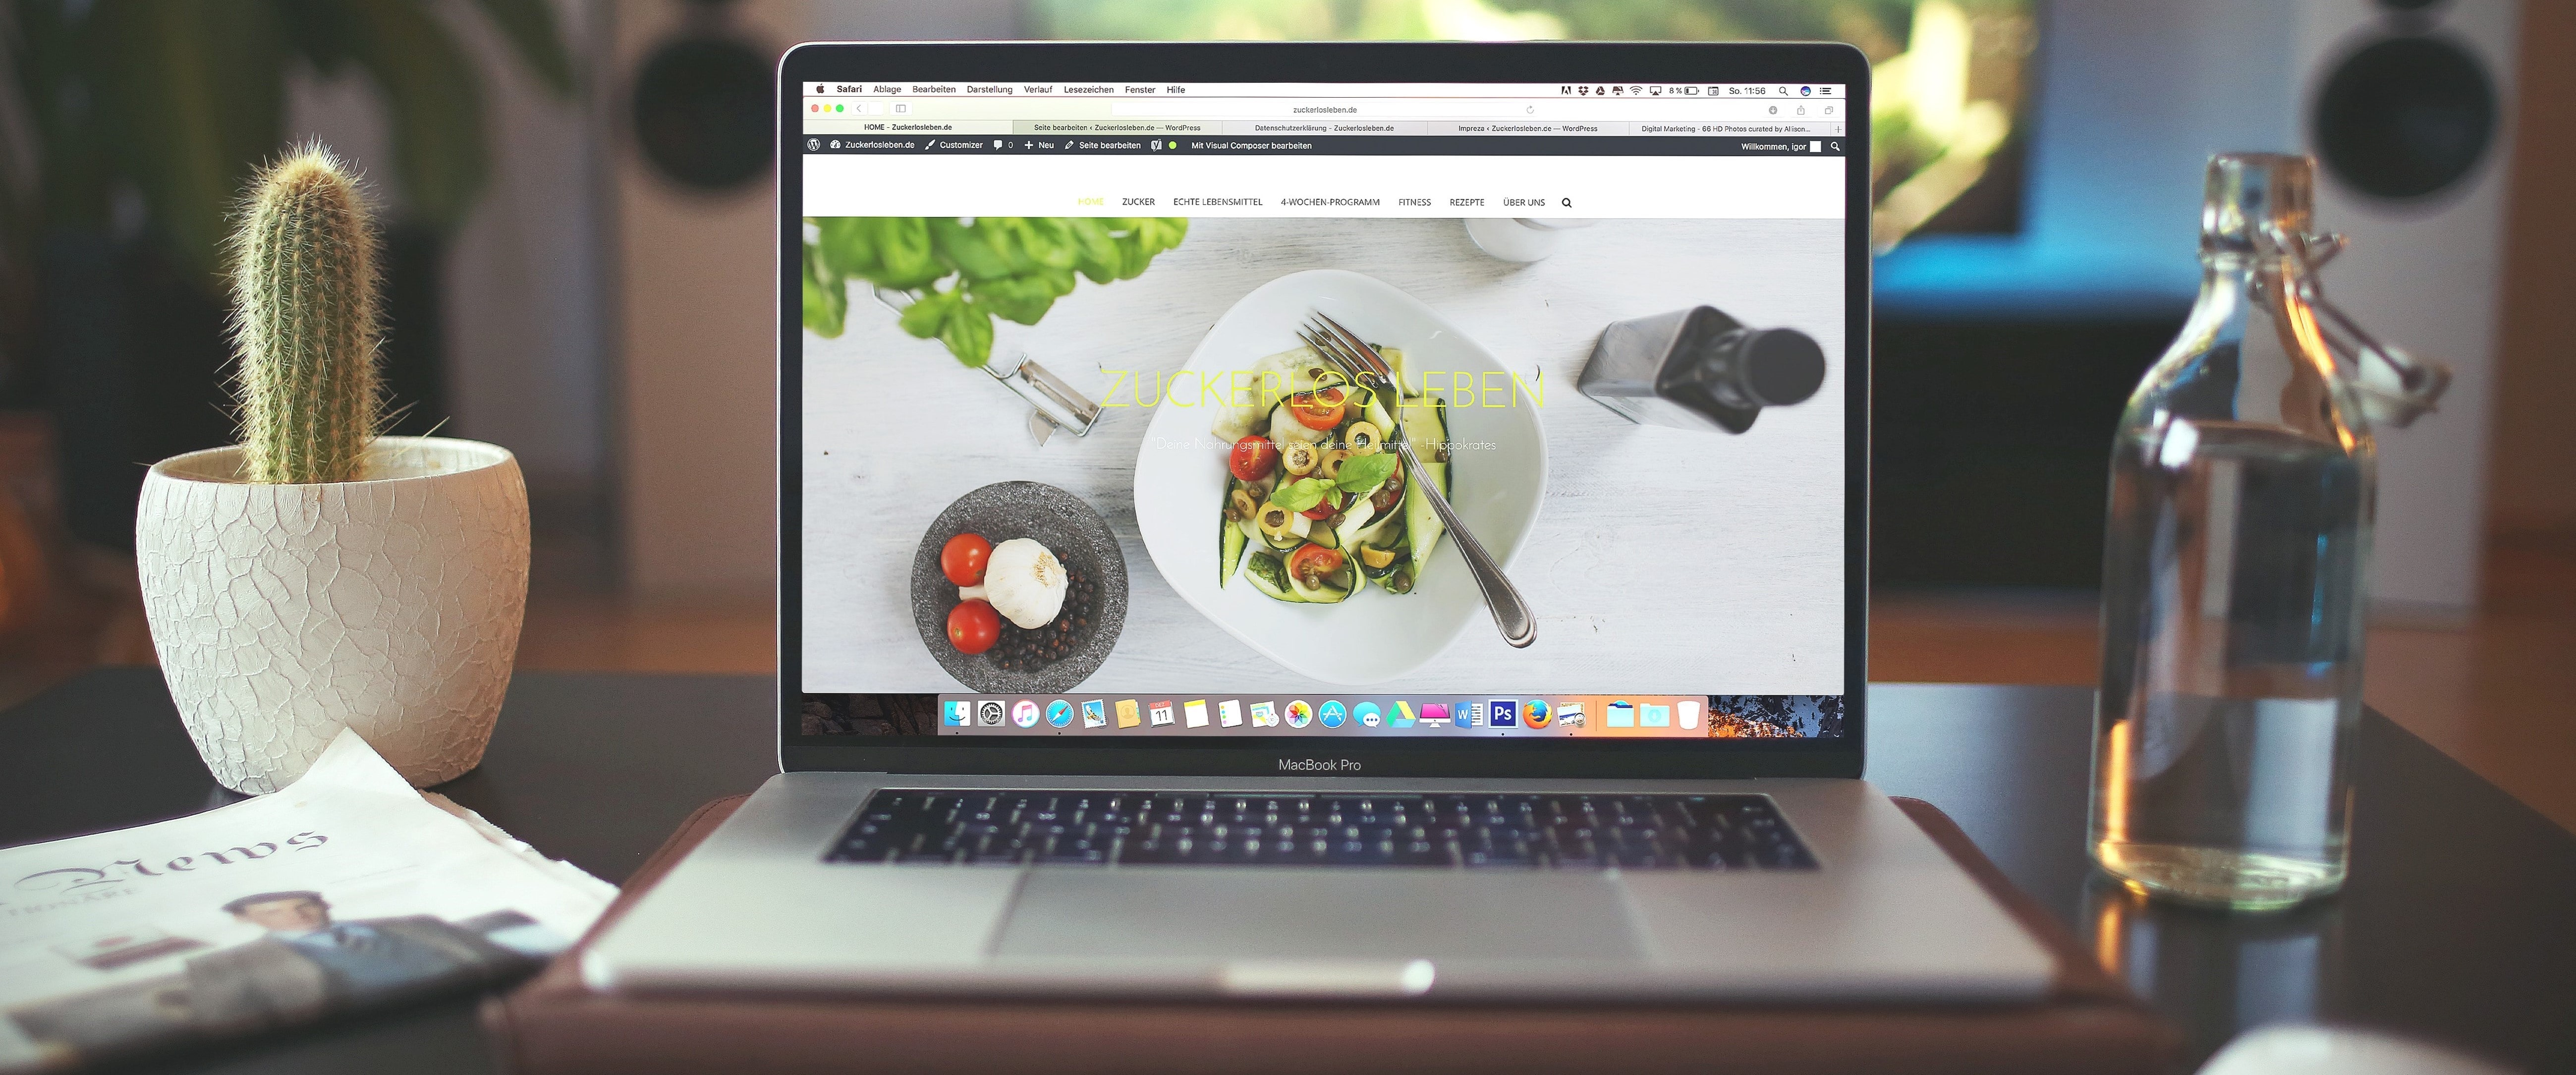 Safari Ablage Bearbeiten Darstellung Verlauf Lesezeichen Fenster Hilfe 8 % So. 11:56
zuckerlosleben.de
HOME - Zuckerlosleben.de Seite bearbeiten ‹ Zuckerlosleben.de — WordPress Datenschutzerklärung - Zuckerlosleben.de Impreza ‹ Zuckerlosleben.de — WordPress Digital Marketing - 66 HD Photos curated by Allison...
Zuckerlosleben.de Customizer 0 Neu Seite bearbeiten Mit Visual Composer bearbeiten Willkommen, igor
HOME ZUCKER ECHTE LEBENSMITTEL 4-WOCHEN-PROGRAMM FITNESS REZEPTE ÜBER UNS
ZUCKERLOS LEBEN
"Deine Nahrungsmittel seien deine Heilmittel" -Hippokrates
11
W
Ps
MacBook Pro
News